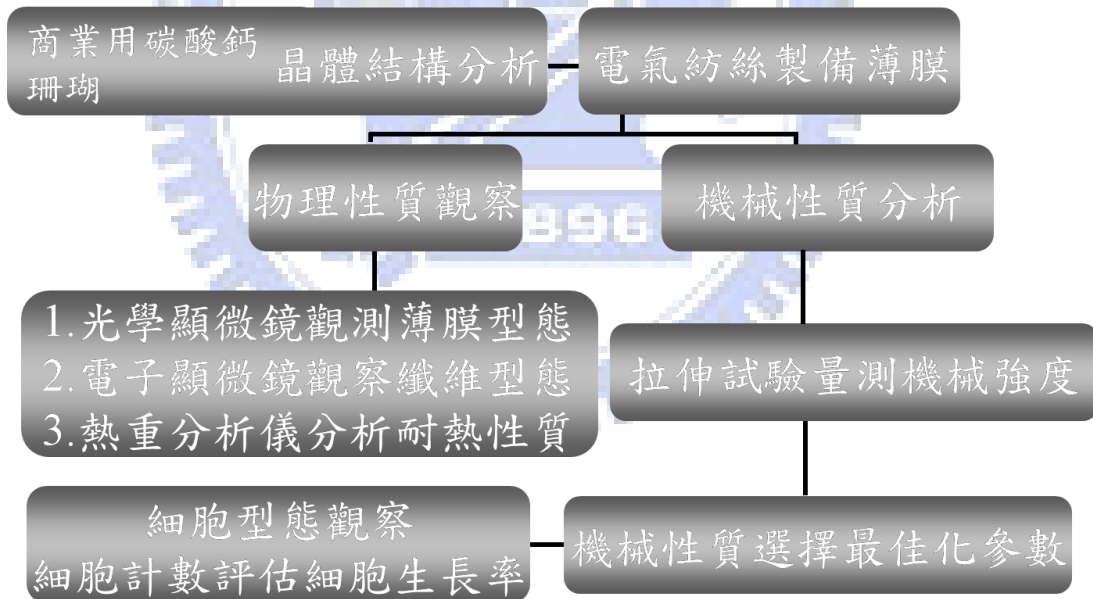 商業用碳酸鈣
珊瑚
晶體結構分析
電氣紡絲製備薄膜
物理性質觀察
機械性質分析
1896
1.光學顯微鏡觀測薄膜型態
2.電子顯微鏡觀察纖維型態
3.熱重分析儀分析耐熱性質
拉伸試驗量測機械強度
細胞型態觀察
細胞計數評估細胞生長率
機械性質選擇最佳化參數